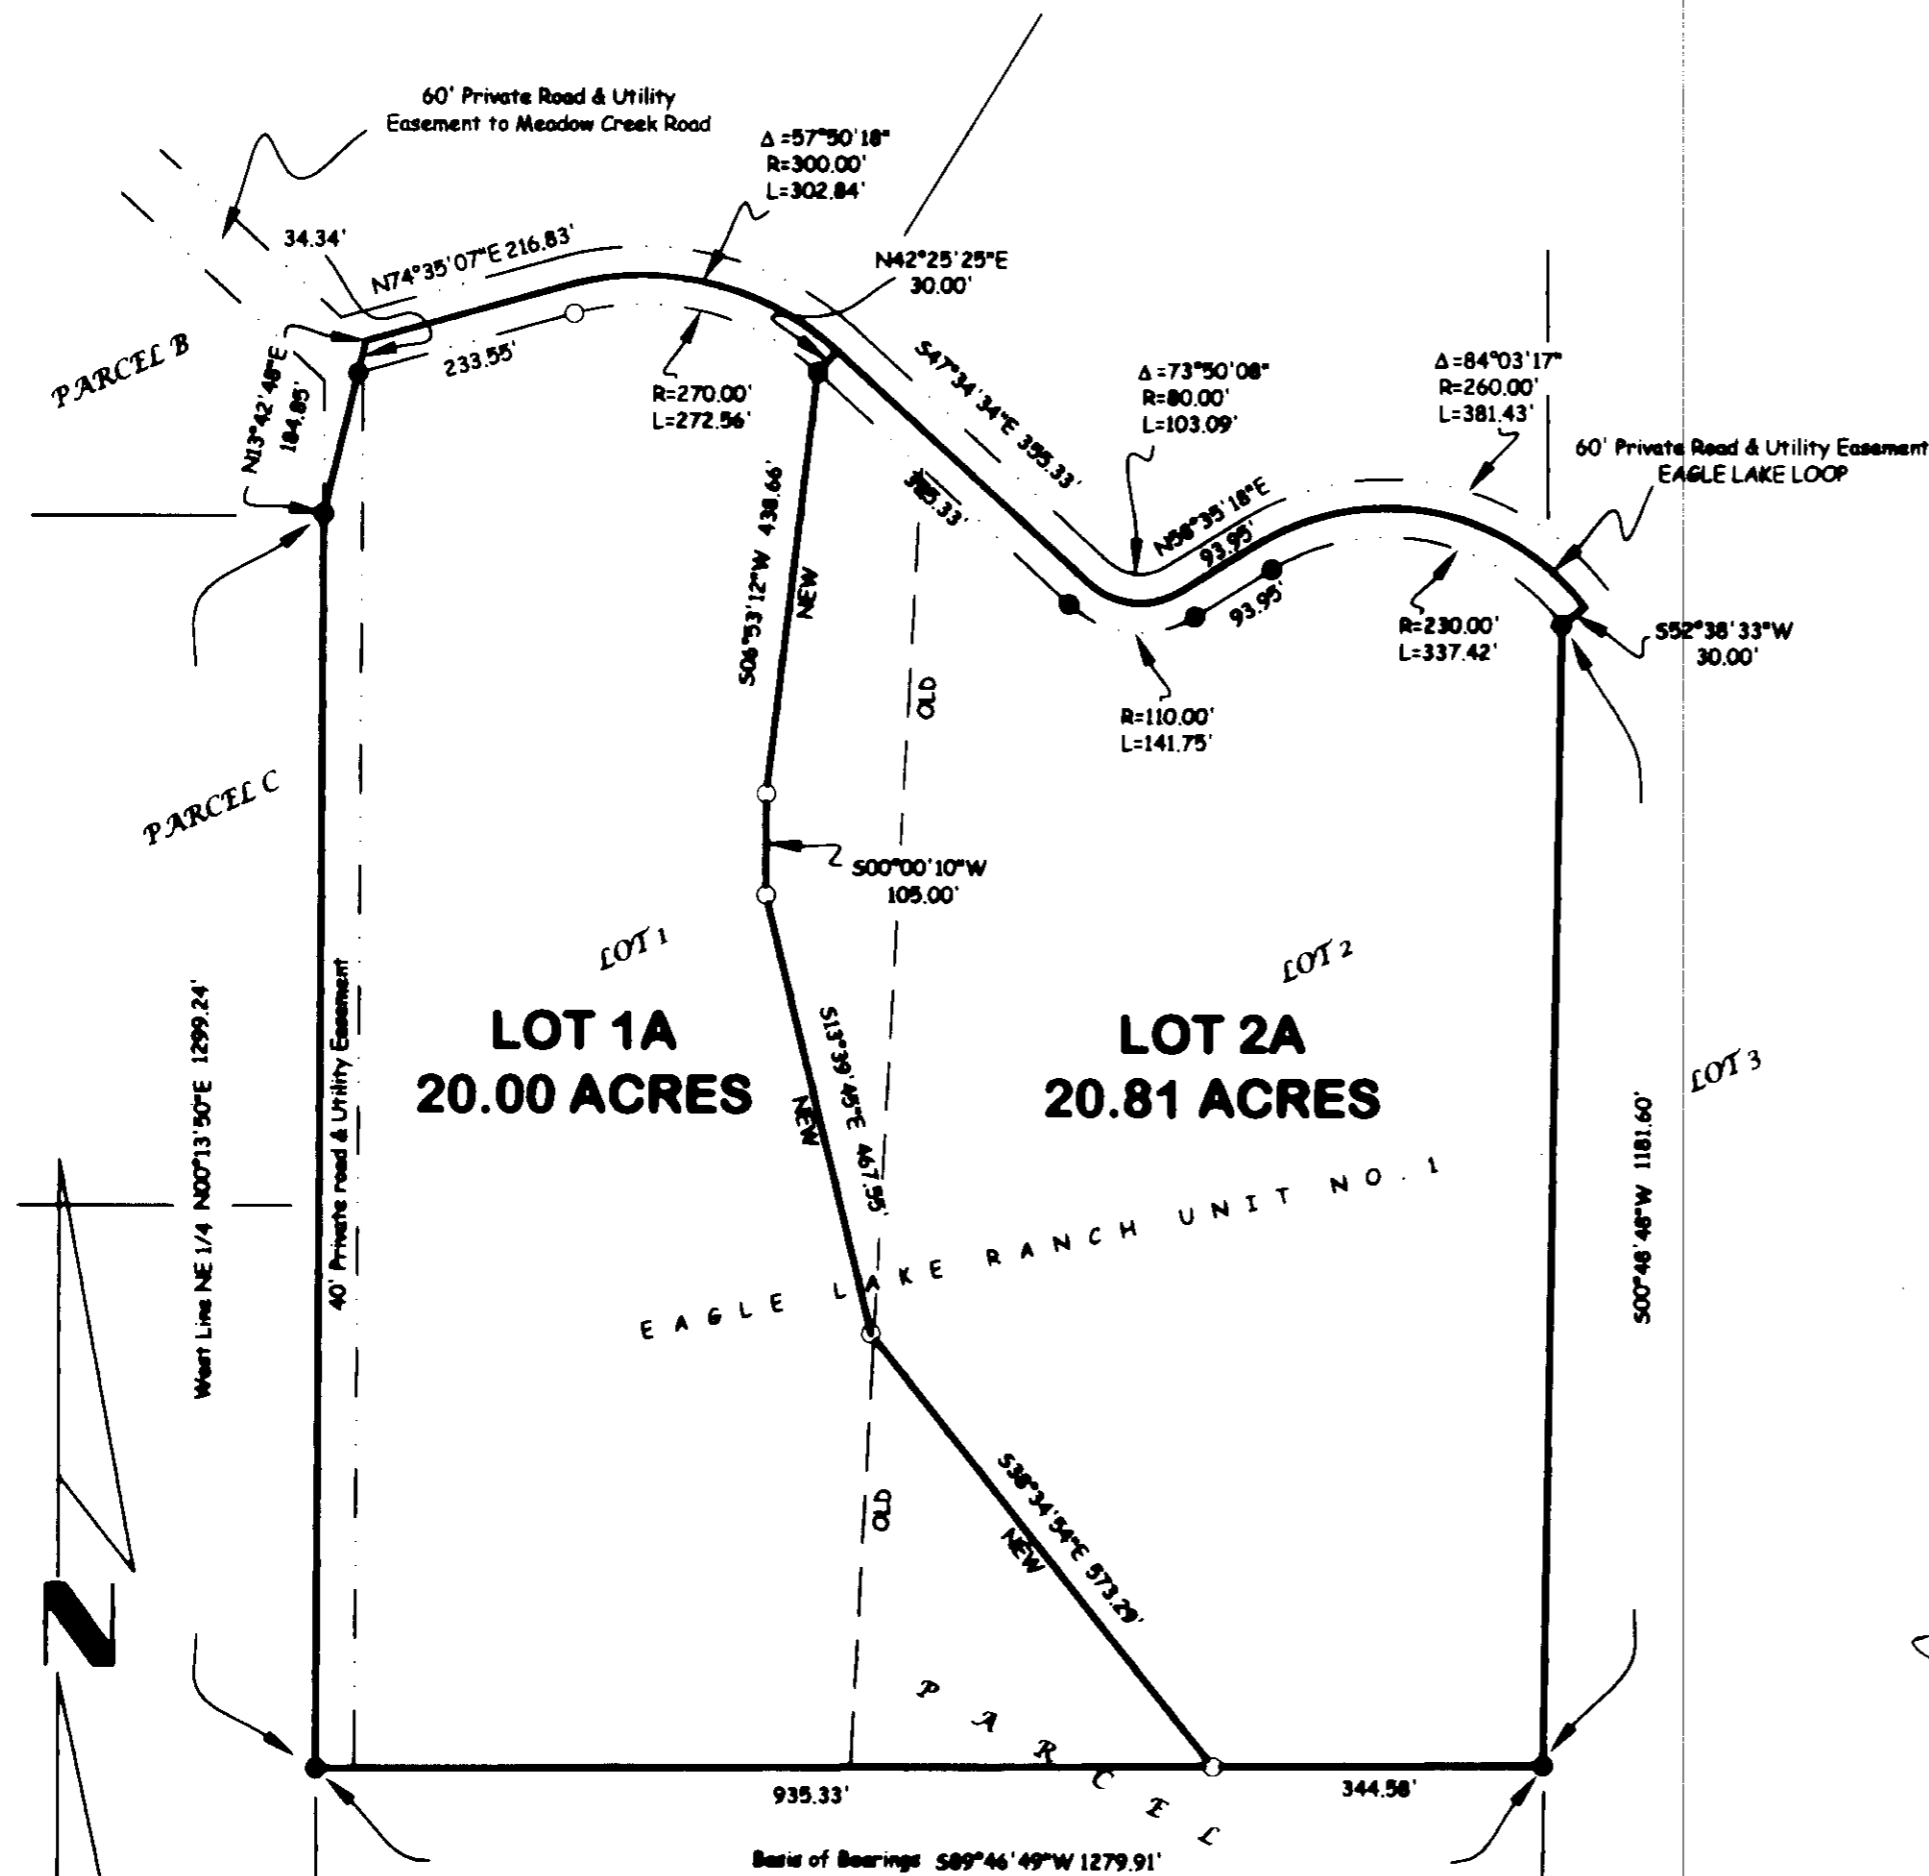 60' Private Road & Utility
Easement to Meadow Creek Road
Δ=57°50'18"
R=300.00'
L=302.84'
34.34'
N74°35'07"E 216.83'
N42°25'25"E
30.00'
PARCEL B
233.55'
N13°42'48"E
184.85'
R=270.00'
L=272.56'
S47°34'34"E 355.33'
385.33'
Δ=73°50'08"
R=80.00'
L=103.09'
Δ=84°03'17"
R=260.00'
L=381.43'
60' Private Road & Utility Easement
EAGLE LAKE LOOP
N58°35'18"E
93.95'
93.95'
R=230.00'
L=337.42'
S52°38'33"W
30.00'
R=110.00'
L=141.75'
S06°53'12"W 438.66'
NEW
OLD
PARCEL C
S00°00'10"W
105.00'
LOT 1
LOT 2
LOT 1A
20.00 ACRES
LOT 2A
20.81 ACRES
LOT 3
West Line NE 1/4 N00°13'50"E 1299.24'
40' Private road & Utility Easement
S13°39'45"E 467.55'
NEW
S00°48'48"W 1181.60'
EAGLE LAKE RANCH UNIT NO. 1
OLD
S38°34'54"E 573.29'
NEW
N
PARCEL
935.33'
344.58'
Basis of Bearings S89°46'49"W 1279.91'